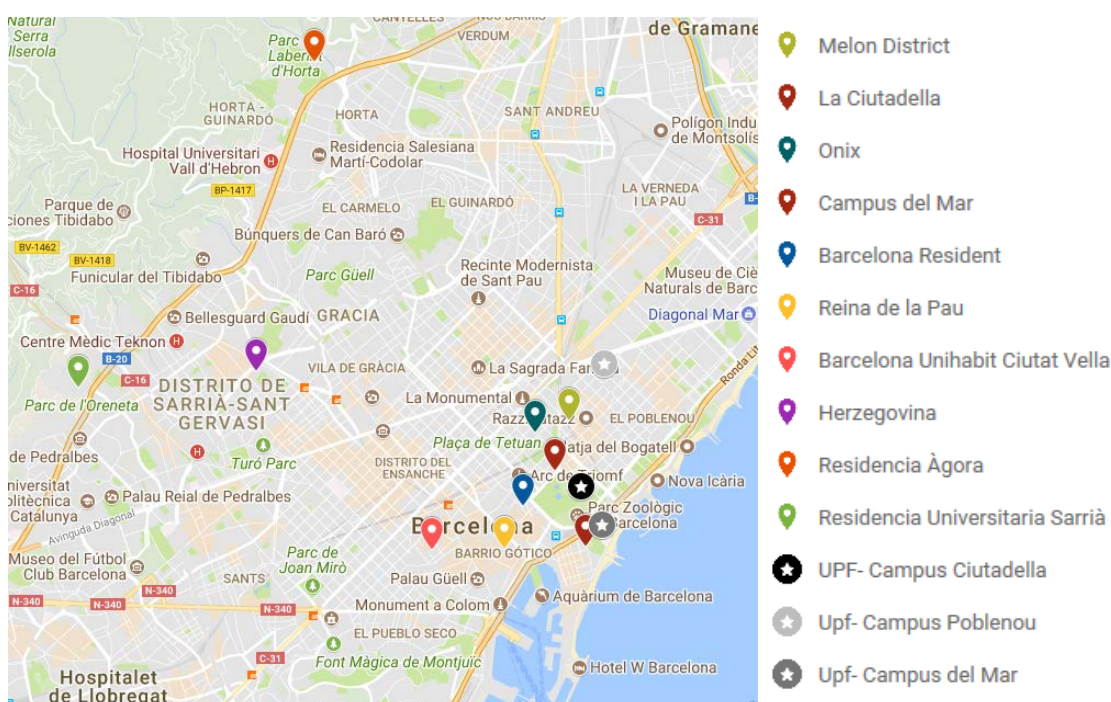 Natural
Serra
llserola
CANTELLES
NOU BARRIS
VERDUM
de Gramane
Parc
Laberint
d'Horta
HORTA -
GUINARDÓ
HORTA
SANT ANDREU
Polígon Indu
de Montsolís
Hospital Universitari
Vall d'Hebron
H
Residencia Salesiana
Martí-Codolar
BP-1417
Parque de
ciones Tibidabo
EL CARMELO
EL GUINARDÓ
LA VERNEDA
I LA PAU
B-
C-31
Búnquers de Can Baró
BV-1462
BV-1418
Funicular del Tibidabo
Parc Güell
Recinte Modernista
de Sant Pau
Museu de Ciè
Naturals de Barc
C-16
Bellesguard Gaudí
GRACIA
Diagonal Mar
Centre Mèdic Teknon
H
B-20
C-16
VILA DE GRÀCIA
La Sagrada Fam
Ronda Lit
Parc de l'Oreneta
DISTRITO DE
SARRIÀ-SANT
GERVASI
La Monumental
EL POBLENOU
Plaça de Tetuan
Platja del Bogatell
de Pedralbes
H
Turó Parc
DISTRITO DEL
ENSANCHE
Arc de Triomf
Nova Icària
niversitat
olitècnica
Catalunya
Palau Reial de Pedralbes
Parc Zoològic
Barcelona
Avinguda Diagonal
Barcelona
BARRIO GÓTICO
Museo del Fútbol
Club Barcelona
Parc de
Joan Miró
SANTS
Palau Güell
Aquàrium de Barcelona
N-340
N-340
N-340
N-340
Monument a Colom
EL PUEBLO SECO
C-31
Font Màgica de Montjuïc
Hotel W Barcelona
Hospitalet
de Llobregat
Melon District
La Ciutadella
Onix
Campus del Mar
Barcelona Resident
Reina de la Pau
Barcelona Unihabit Ciutat Vella
Herzegovina
Residencia Àgora
Residencia Universitaria Sarrià
UPF- Campus Ciutadella
Upf- Campus Poblenou
Upf- Campus del Mar